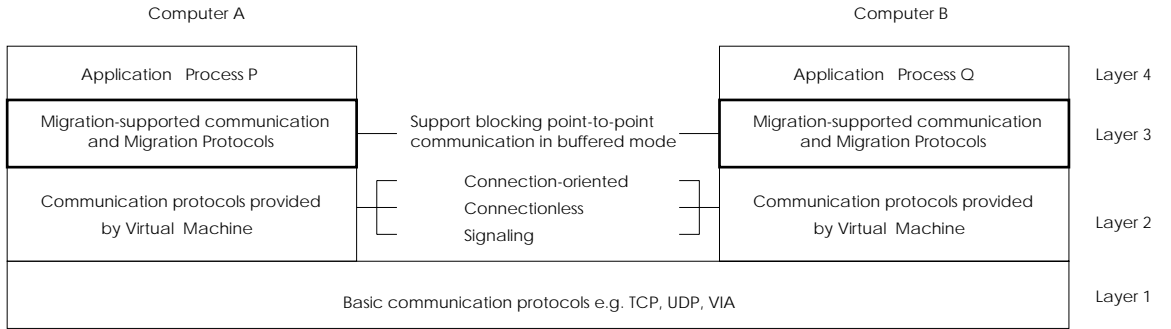 Computer A
Computer B
Application Process P
Application Process Q
Layer 4
Migration-supported communication
and Migration Protocols
Support blocking point-to-point
communication in buffered mode
Migration-supported communication
and Migration Protocols
Layer 3
Communication protocols provided
by Virtual Machine
Connection-oriented
Connectionless
Signaling
Communication protocols provided
by Virtual Machine
Layer 2
Basic communication protocols e.g. TCP, UDP, VIA
Layer 1